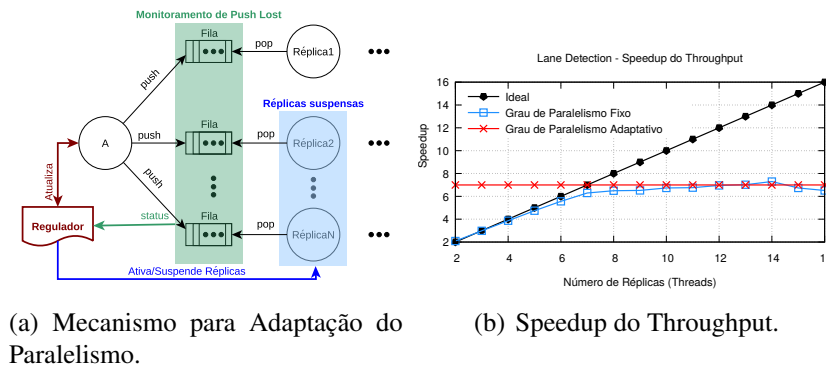 Monitoramento de Push Lost
Fila
push
pop
Réplica1
Réplicas suspensas
A
push
Fila
pop
Réplica2
push
Atualiza
Regulador
status
Fila
pop
RéplicaN
Ativa/Suspende Réplicas
(a) Mecanismo para Adaptação do
Paralelismo.
Lane Detection - Speedup do Throughput
Ideal
Grau de Paralelismo Fixo
Grau de Paralelismo Adaptativo
Speedup
16
14
12
10
8
6
4
2
2 4 6 8 10 12 14 1
Número de Réplicas (Threads)
(b) Speedup do Throughput.